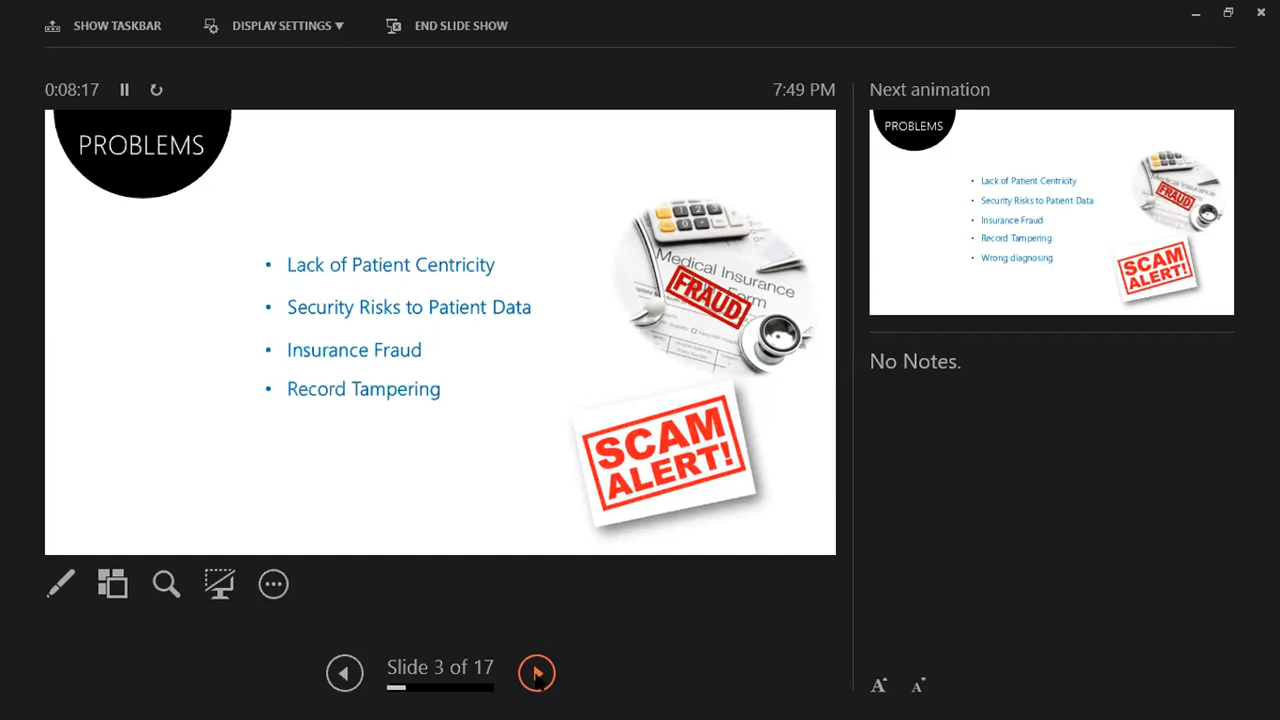 SHOW TASKBAR
DISPLAY SETTINGS
END SLIDE SHOW
0:08:17
7:49 PM
PROBLEMS
• Lack of Patient Centricity
• Security Risks to Patient Data
• Insurance Fraud
• Record Tampering
Medical Insurance
Form
FRAUD
SCAM
ALERT!
Slide 3 of 17
Next animation
PROBLEMS
• Lack of Patient Centricity
• Security Risks to Patient Data
• Insurance Fraud
• Record Tampering
• Wrong diagnosing
Medical Insurance
FRAUD
SCAM
ALERT!
No Notes.
A
A